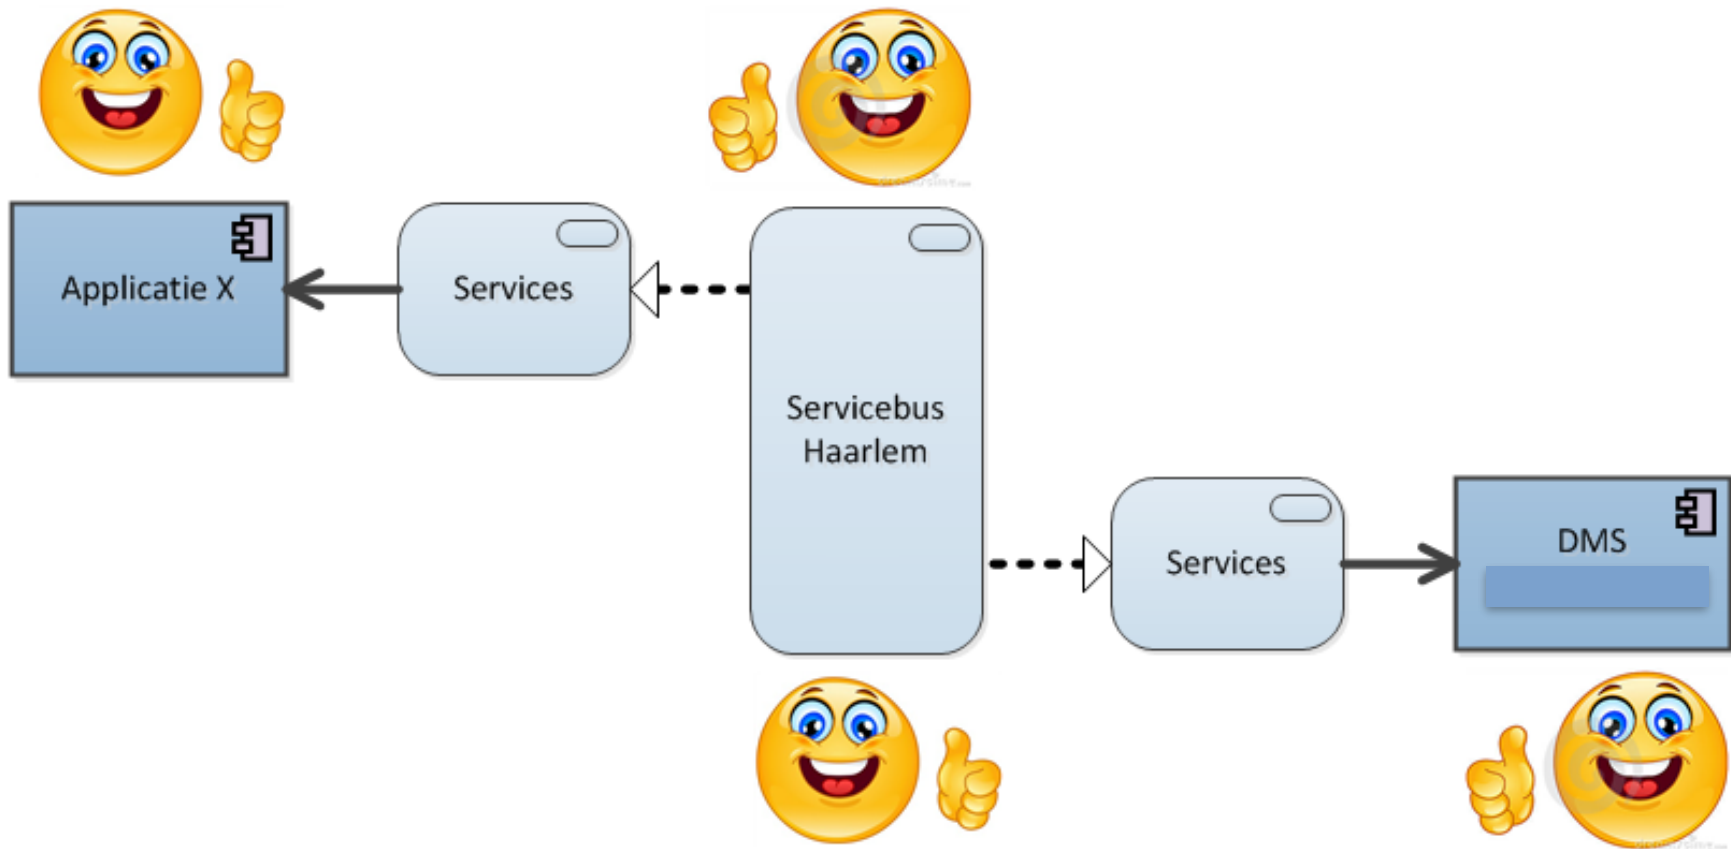 Applicatie X
Services
Servicebus
Haarlem
Services
DMS